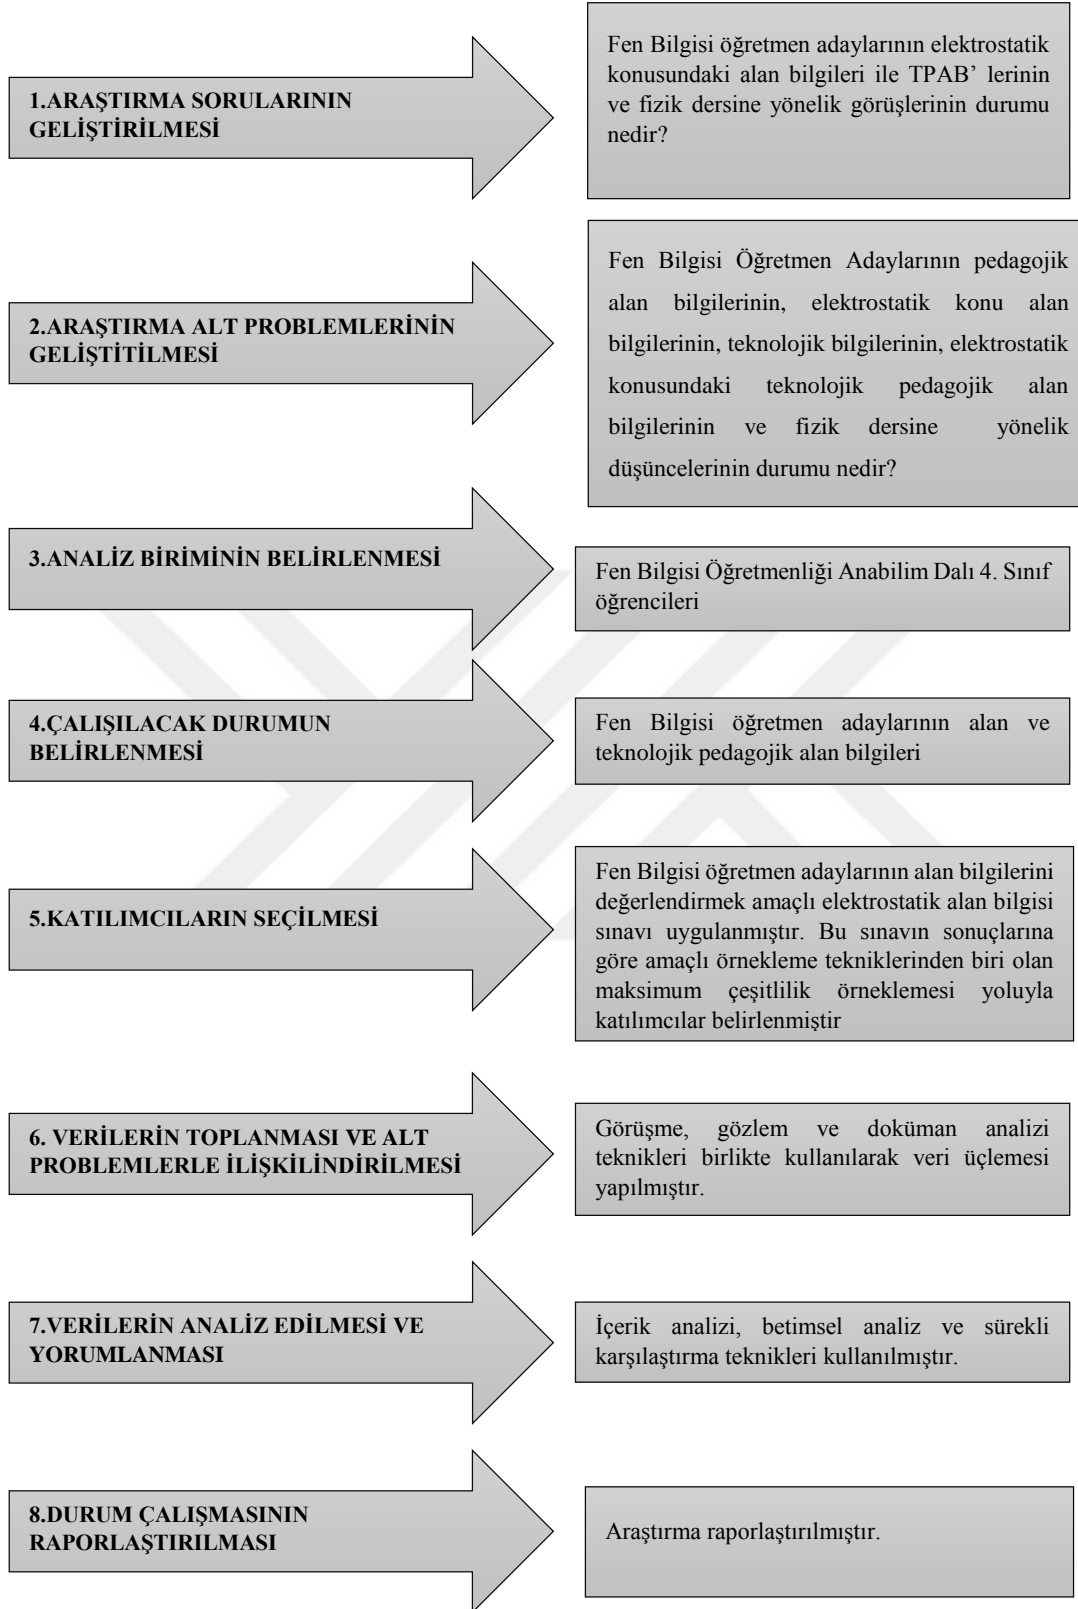 1.ARAŞTIRMA SORULARININ
GELİŞTİRİLMESİ
Fen Bilgisi öğretmen adaylarının elektrostatik
konusundaki alan bilgileri ile TPAB’ lerinin
ve fizik dersine yönelik görüşlerinin durumu
nedir?
2.ARAŞTIRMA ALT PROBLEMLERİNİN
GELİŞTİTİLMESİ
Fen Bilgisi Öğretmen Adaylarının pedagojik
alan bilgilerinin, elektrostatik konu alan
bilgilerinin, teknolojik bilgilerinin, elektrostatik
konusundaki teknolojik pedagojik alan
bilgilerinin ve fizik dersine yönelik
düşüncelerinin durumu nedir?
3.ANALİZ BİRİMİNİN BELİRLENMESİ
Fen Bilgisi Öğretmenliği Anabilim Dalı 4. Sınıf
öğrencileri
4.ÇALIŞILACAK DURUMUN
BELİRLENMESİ
Fen Bilgisi öğretmen adaylarının alan ve
teknolojik pedagojik alan bilgileri
5.KATILIMCILARIN SEÇİLMESİ
Fen Bilgisi öğretmen adaylarının alan bilgilerini
değerlendirmek amaçlı elektrostatik alan bilgisi
sınavı uygulanmıştır. Bu sınavın sonuçlarına
göre amaçlı örnekleme tekniklerinden biri olan
maksimum çeşitlilik örneklemesi yoluyla
katılımcılar belirlenmiştir
6. VERİLERİN TOPLANMASI VE ALT
PROBLEMLERLE İLİŞKİLİNDİRİLMESİ
Görüşme, gözlem ve doküman analizi
teknikleri birlikte kullanılarak veri üçlemesi
yapılmıştır.
7.VERİLERİN ANALİZ EDİLMESİ VE
YORUMLANMASI
İçerik analizi, betimsel analiz ve sürekli
karşılaştırma teknikleri kullanılmıştır.
8.DURUM ÇALIŞMASININ
RAPORLAŞTIRILMASI
Araştırma raporlaştırılmıştır.